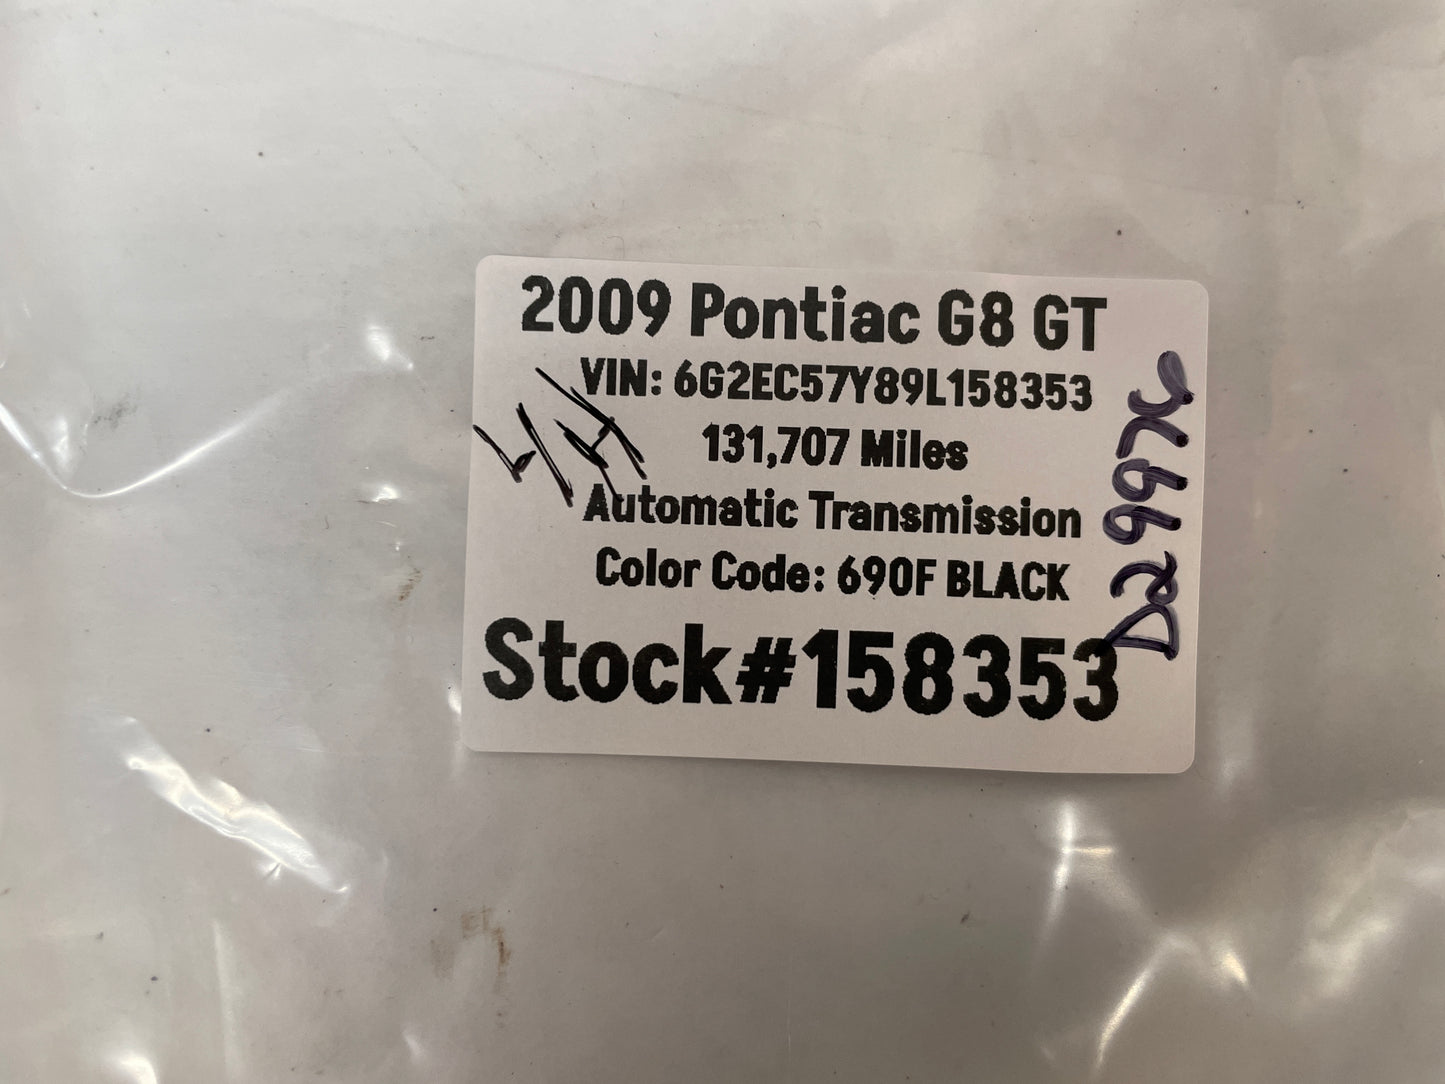 2009 Pontiac G8 GT
VIN: 6G2EC57Y89L158353
131,707 Miles
Automatic Transmission
Color Code: 690F BLACK
Stock#158353